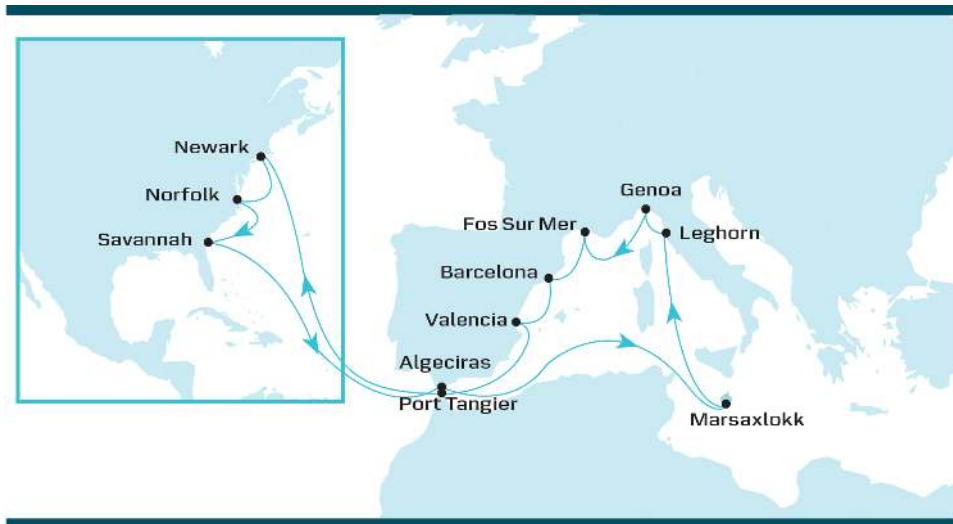 Newark
Norfolk
Savannah
Genoa
Fos Sur Mer
Leghorn
Barcelona
Valencia
Algeciras
Port Tangier
Marsaxlokk